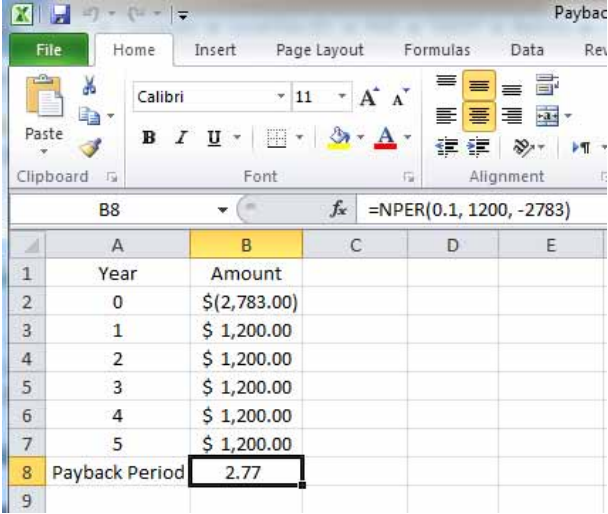 Paybac
File Home Insert Page Layout Formulas Data Rev
Calibri 11 A A
Paste B I U A
Clipboard Font Alignment
B8 fx =NPER(0.1, 1200, -2783)
A B C D E
1 Year Amount
2 0 $(2,783.00)
3 1 $ 1,200.00
4 2 $ 1,200.00
5 3 $ 1,200.00
6 4 $ 1,200.00
7 5 $ 1,200.00
8 Payback Period 2.77
9